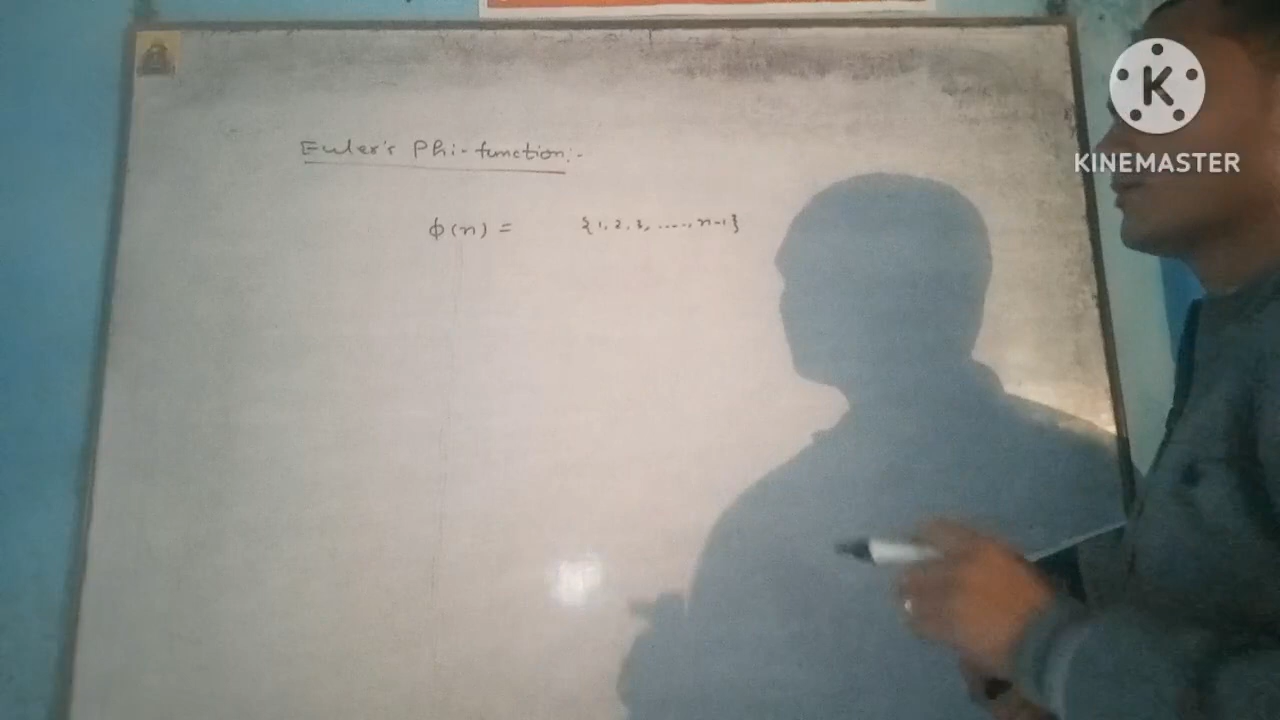 Euler's Phi-function:-
ϕ(n) = {1, 2, 3, ....., n-1}
K
KINEMASTER